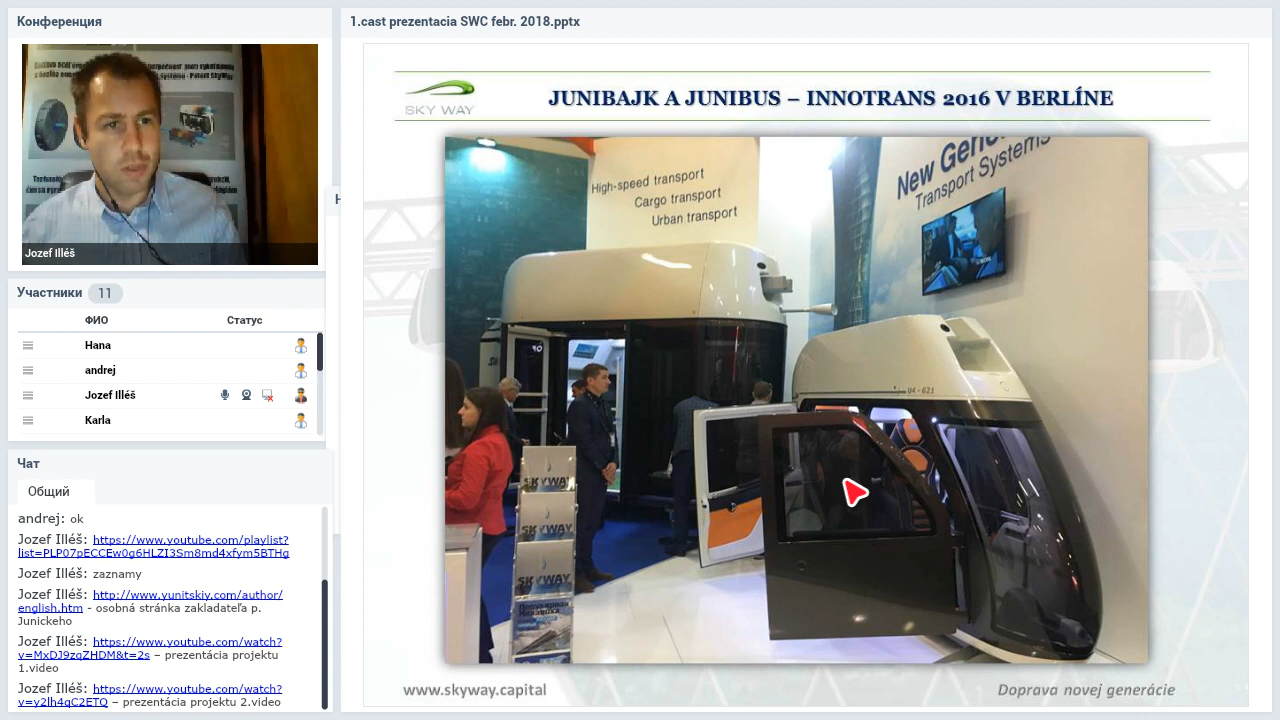 Конференция
Jozef Illéš
Участники 11
ФИО Статус
Hana
andrej
Jozef Illéš
Karla
Чат
Общий
andrej: ok
Jozef Illéš: https://www.youtube.com/playlist?
list=PLP07pECCEw0g6HLZI3Sm8md4xfym5BTHg
Jozef Illéš: zaznamy
Jozef Illéš: http://www.yunitskiy.com/author/
english.htm - osobná stránka zakladateľa p.
Junickeho
Jozef Illéš: https://www.youtube.com/watch?
v=MxDJ9zqZHDM&t=2s – prezentácia projektu
1.video
Jozef Illéš: https://www.youtube.com/watch?
v=y2lh4qC2ETQ – prezentácia projektu 2.video
1.cast prezentacia SWC febr. 2018.pptx
SKY WAY
JUNIBAJK A JUNIBUS – INNOTRANS 2016 V BERLÍNE
High-speed transport
Cargo transport
Urban transport
New Gene
Transport Systems
U4 - 621
SKYWAY
SKYWAY
SKYWAY
www.skyway.capital
Doprava novej generácie